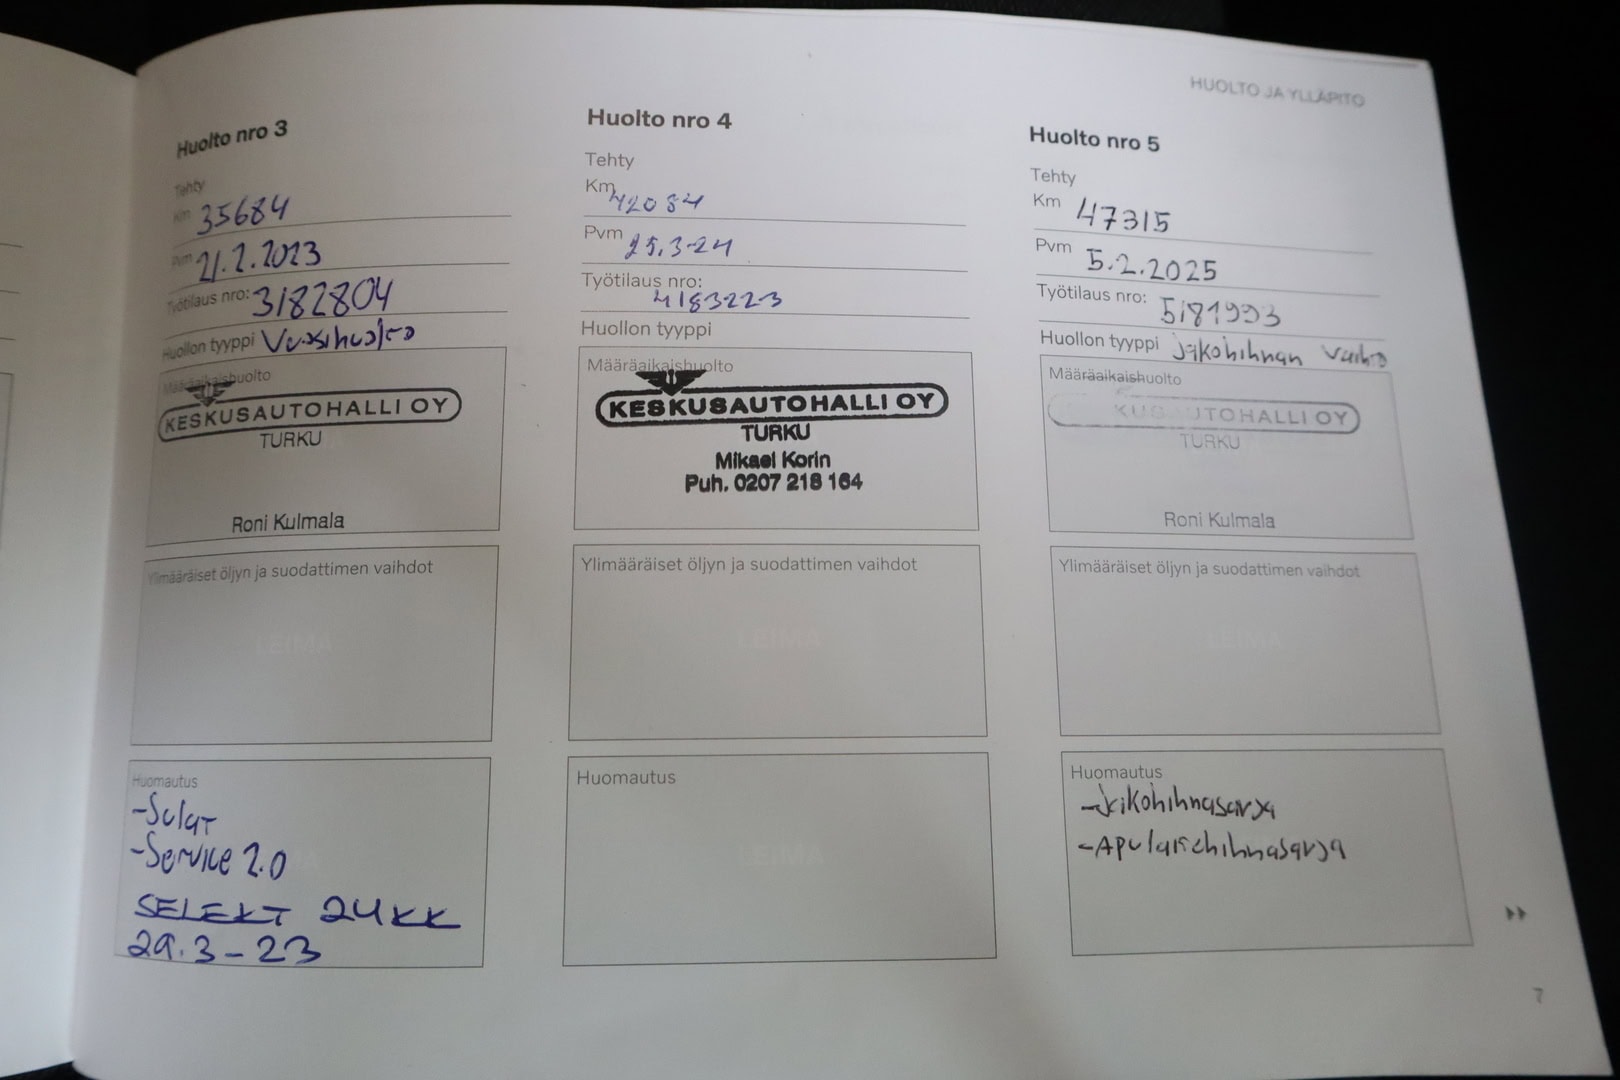 HUOLTO JA YLLÄPITO
Huolto nro 3
Tehty
Km 35684
Pvm 21.2.2023
Työtilaus nro: 3182804
Huollon tyyppi Vuosihuolto
Määräaikaishuolto
KESKUSAUTOHALLI OY
TURKU
Roni Kulmala
Ylimääräiset öljyn ja suodattimen vaihdot
LEIMA
Huomautus
-Sulat
-Service 2.0
SELEKT 24KK
29.3-23
Huolto nro 4
Tehty
Km 42084
Pvm 25.3-24
Työtilaus nro:
4183223
Huollon tyyppi
Määräaikaishuolto
KESKUSAUTOHALLI OY
TURKU
Mikael Korin
Puh. 0207 218 164
Ylimääräiset öljyn ja suodattimen vaihdot
LEIMA
Huomautus
LEIMA
Huolto nro 5
Tehty
Km 47315
Pvm 5.2.2025
Työtilaus nro: 5181993
Huollon tyyppi Jakohihnan vaihto
Määräaikaishuolto
KUSAUTOHALLI OY
TURKU
Roni Kulmala
Ylimääräiset öljyn ja suodattimen vaihdot
LEIMA
Huomautus
-Jakohihnasarja
-Apulaitehihnasarja
7